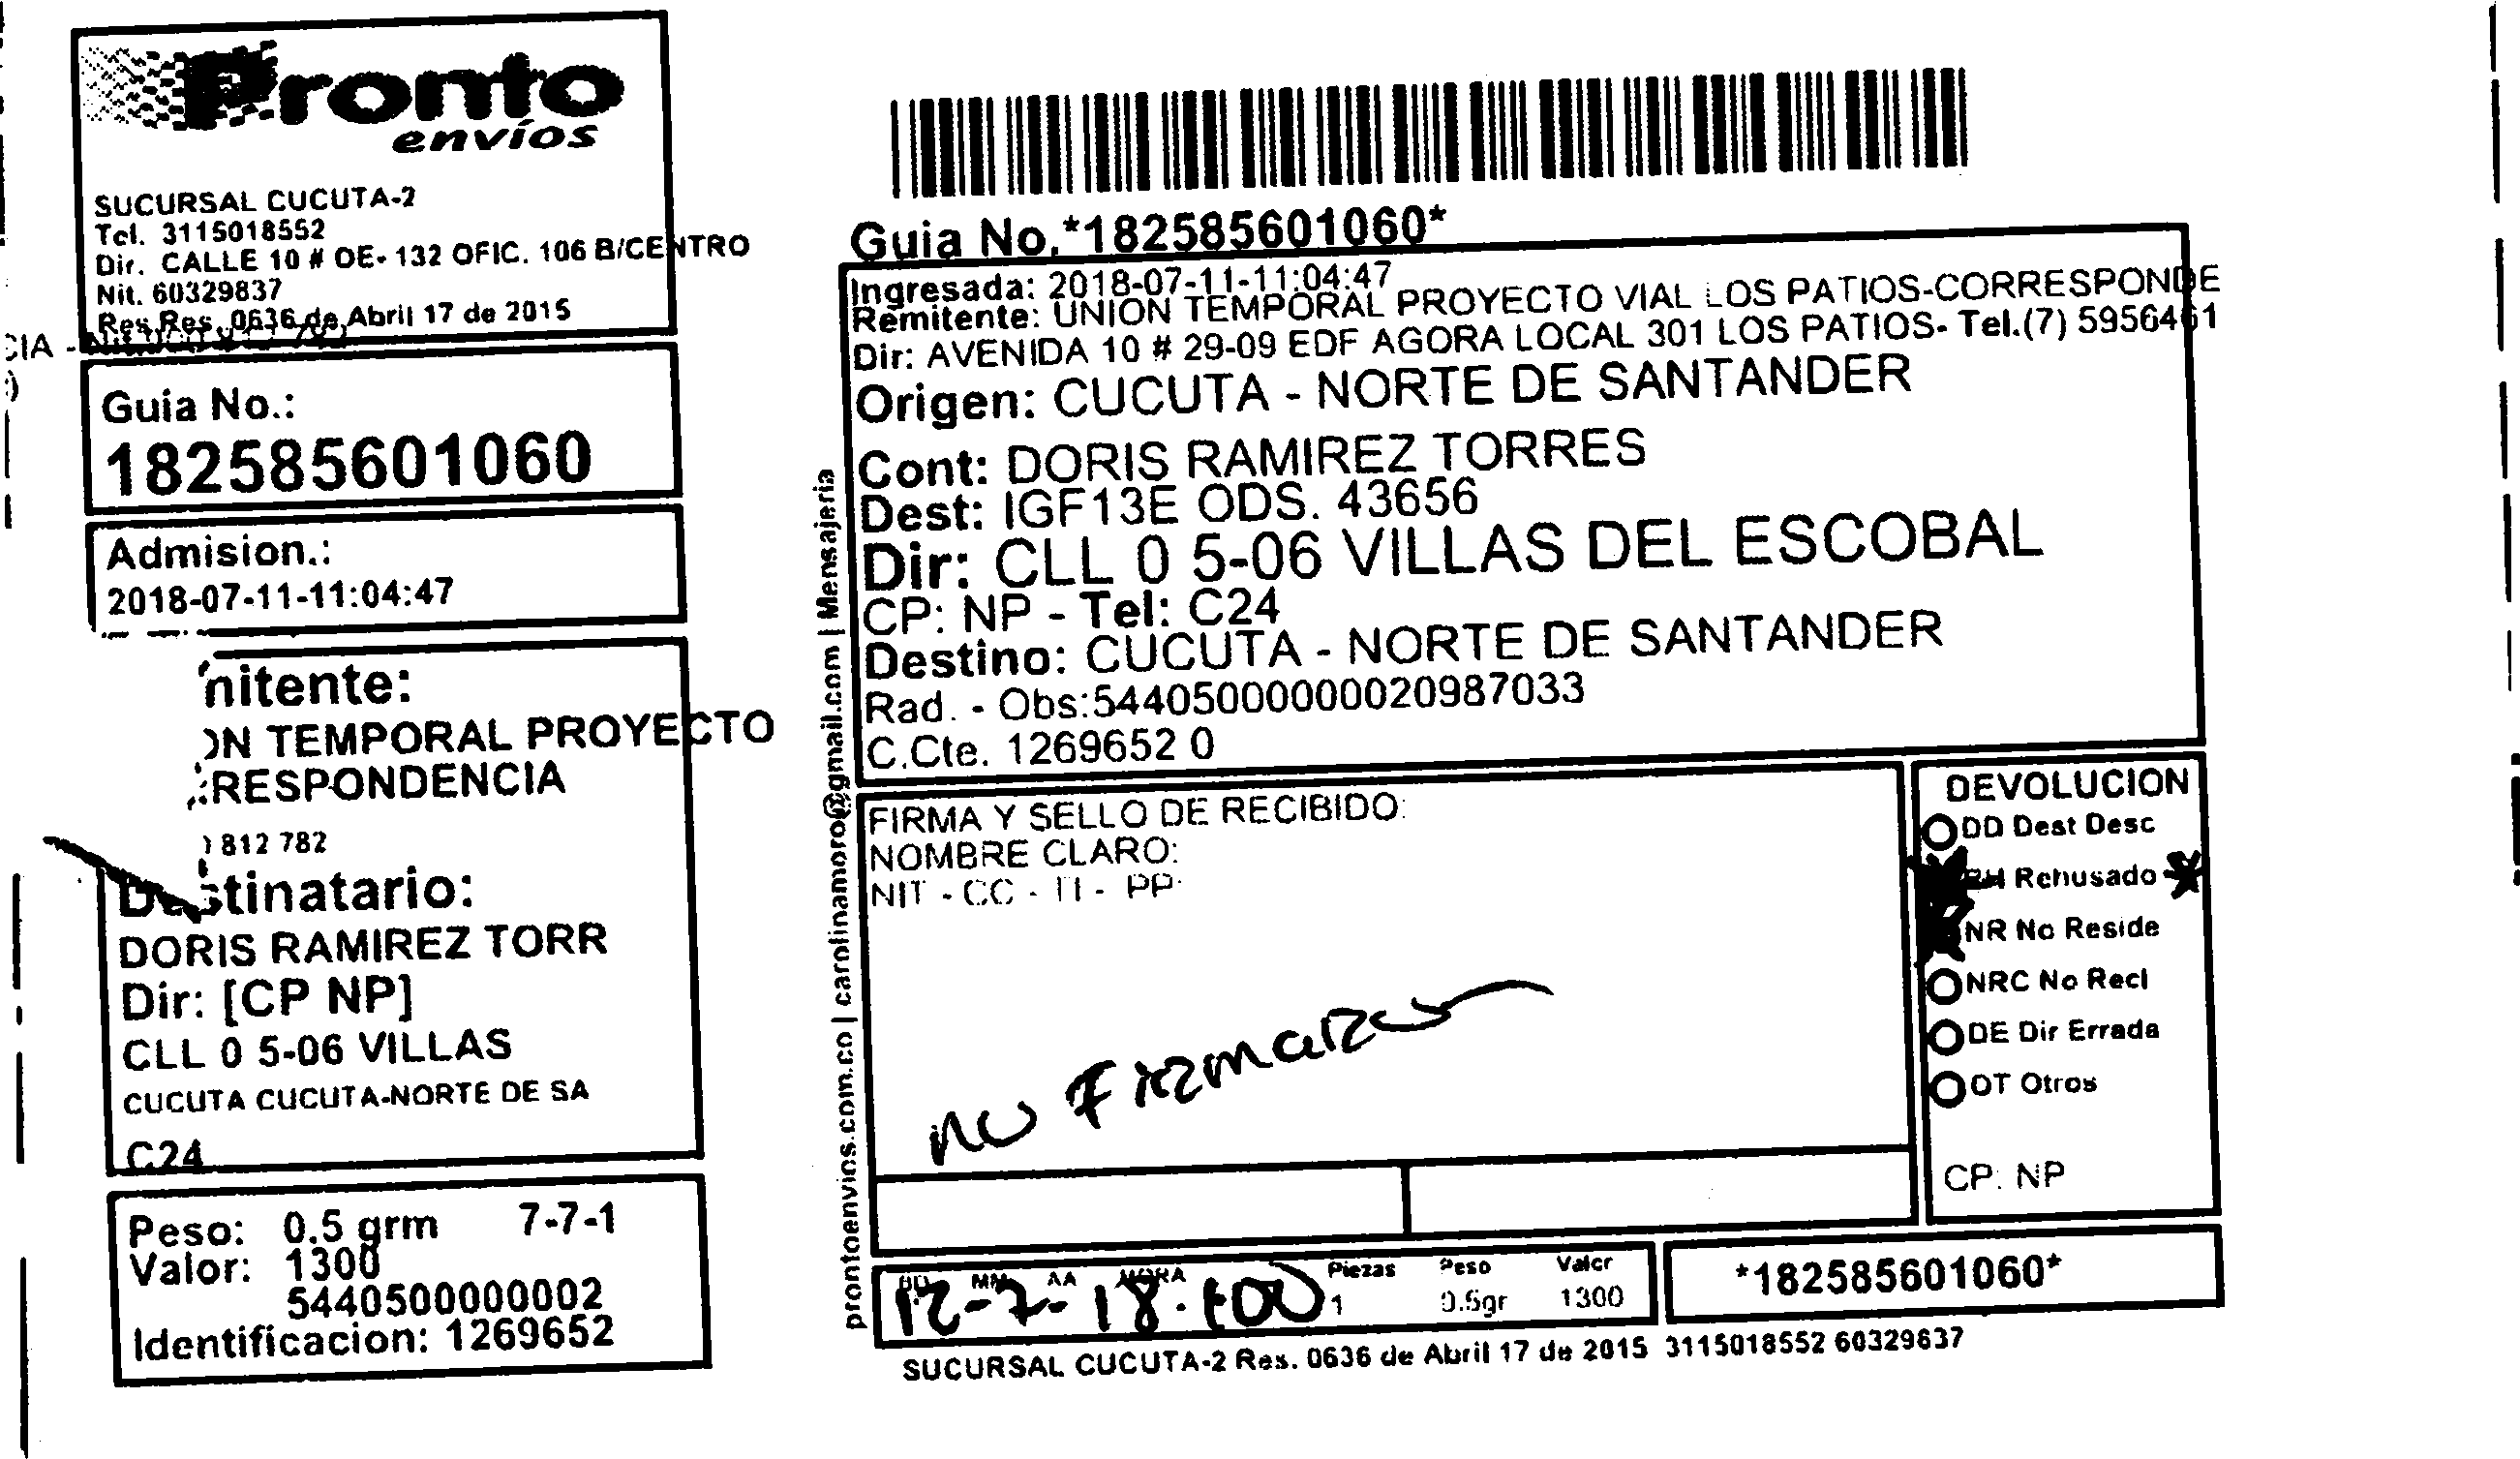 Pronto
envíos
SUCURSAL CUCUTA-2
Tel. 3115018552
Dir. CALLE 10 # OE- 132 OFIC. 106 B/CENTRO
Nit. 60329837
Res.Res. 0636 de Abril 17 de 2015
CIA -
Guia No.:
182585601060
Admision.:
2018-07-11-11:04:47
nitente:
ON TEMPORAL PROYECTO
RESPONDENCIA
812 782
Destinatario:
DORIS RAMIREZ TORR
Dir: [CP NP]
CLL 0 5-06 VILLAS
CUCUTA CUCUTA-NORTE DE SA
C24
Peso: 0.5 grm 7-7-1
Valor: 1300
5440500000002
Identificacion: 1269652
prontoenvios.com.co | carolinamoro@gmail.com | Mensajeria
Guia No.*182585601060*
Ingresada: 2018-07-11-11:04:47
Remitente: UNION TEMPORAL PROYECTO VIAL LOS PATIOS-CORRESPONDE
Dir: AVENIDA 10 # 29-09 EDF AGORA LOCAL 301 LOS PATIOS- Tel.(7) 5956461
Origen: CUCUTA - NORTE DE SANTANDER
Cont: DORIS RAMIREZ TORRES
Dest: IGF13E ODS. 43656
Dir: CLL 0 5-06 VILLAS DEL ESCOBAL
CP: NP - Tel: C24
Destino: CUCUTA - NORTE DE SANTANDER
Rad. - Obs:544050000000020987033
C.Cte. 1269652 0
FIRMA Y SELLO DE RECIBIDO:
NOMBRE CLARO:
NIT - CC - TI - PP:
no Firmaron
DEVOLUCION
DD Dest Desc
RH Rehusado
NR No Reside
NRC No Recl
DE Dir Errada
OT Otros
CP: NP
DD MM AA HORA Piezas Peso Valor
12-7-18. 1 0.5gr 1300
*182585601060*
SUCURSAL CUCUTA-2 Res. 0636 de Abril 17 de 2015 3115018552 60329837